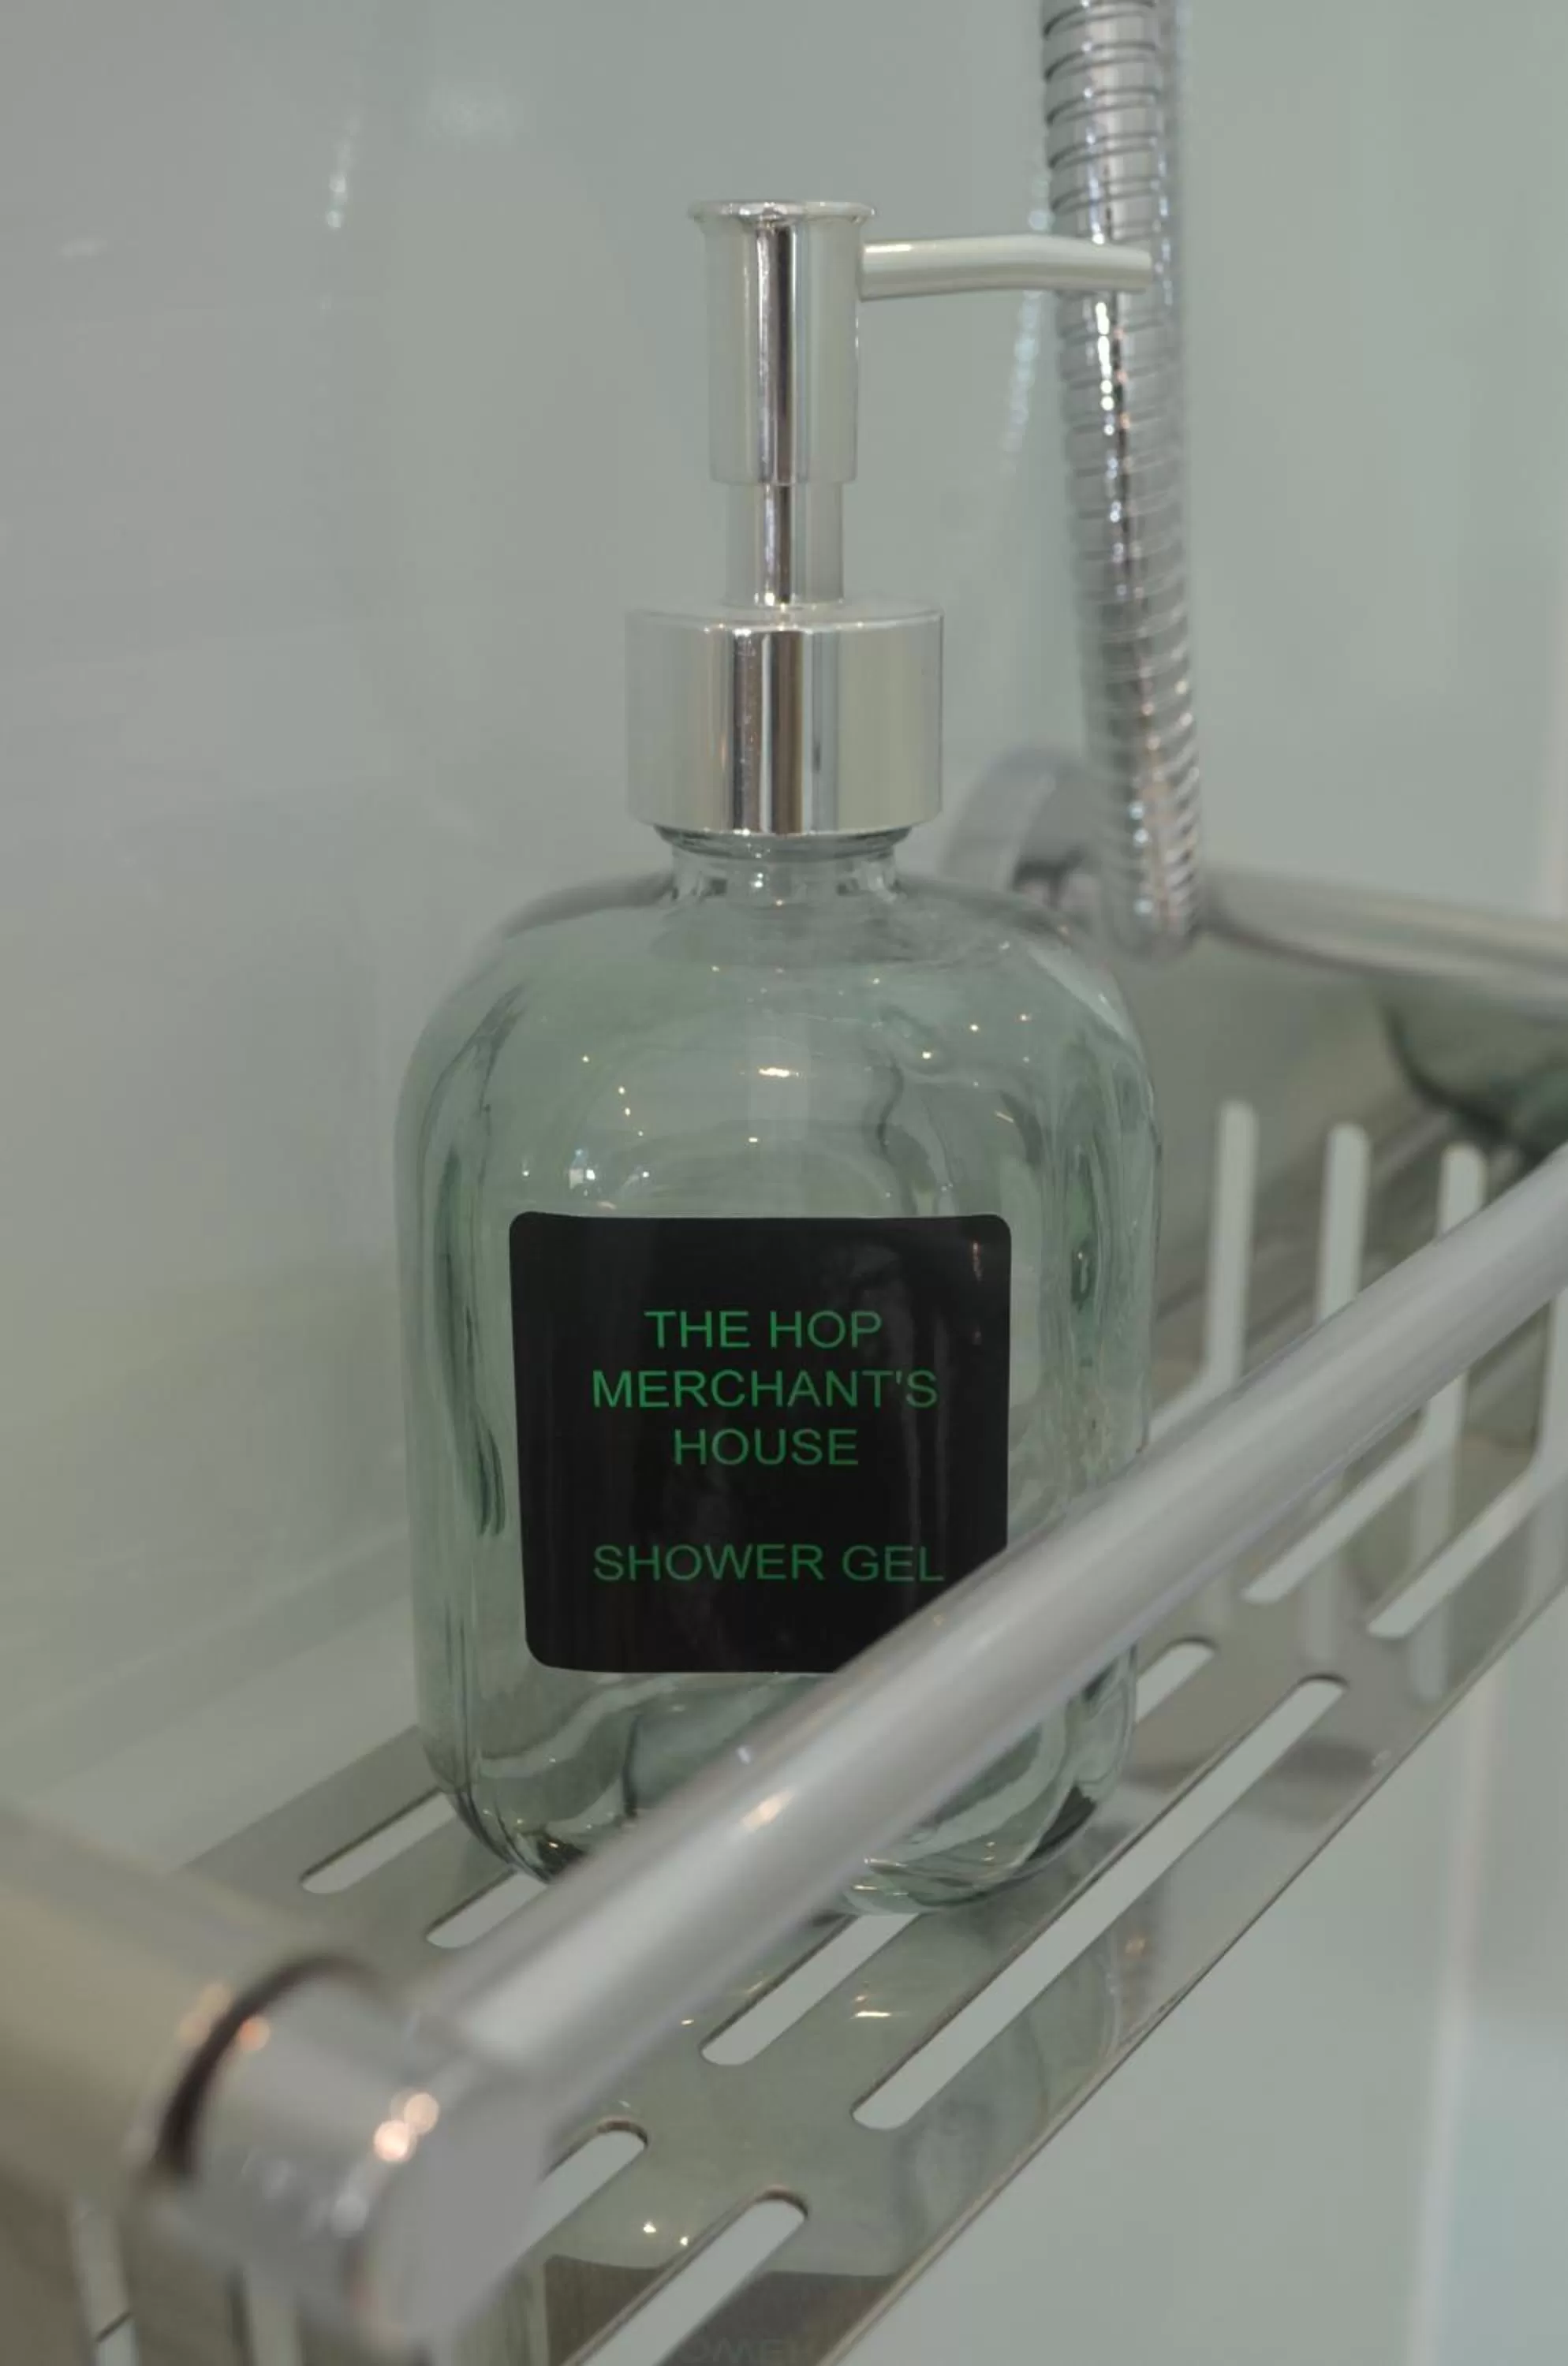 THE HOP
MERCHANT'S
HOUSE
SHOWER GEL